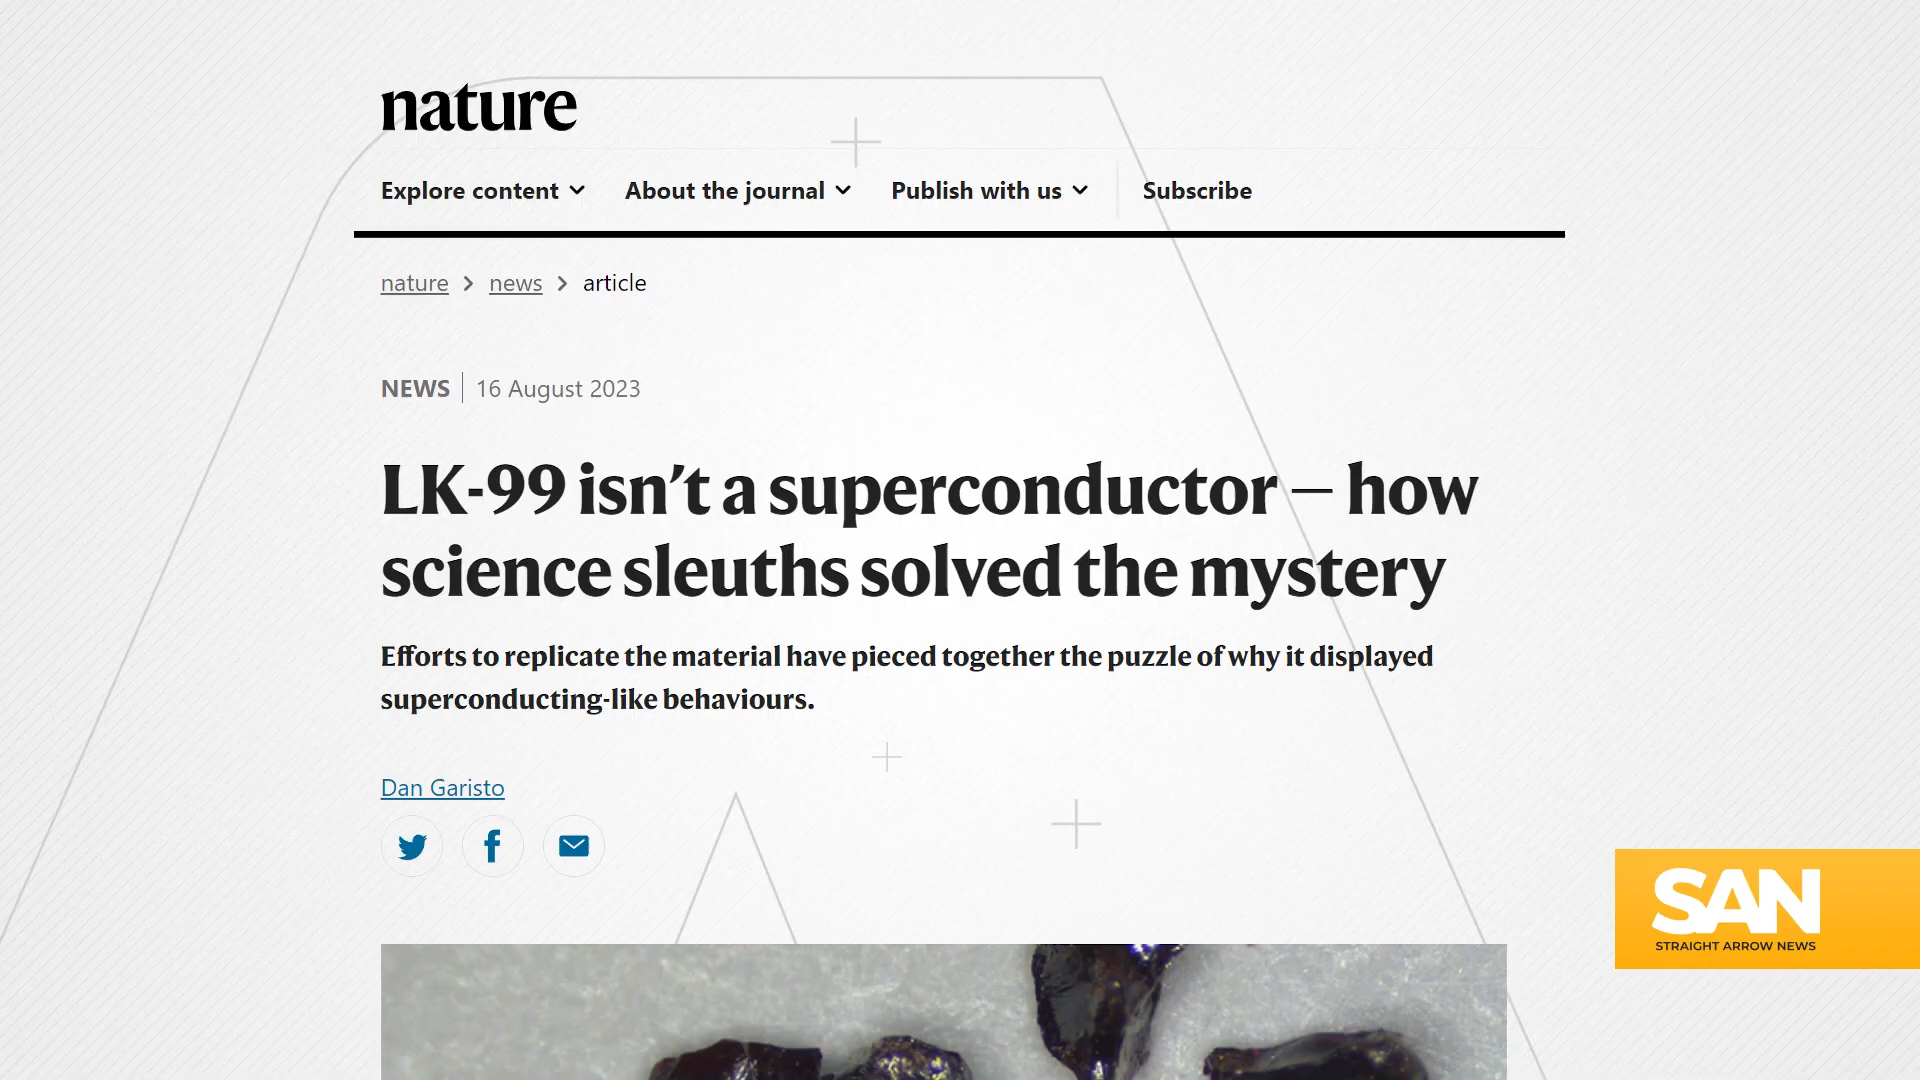 nature
Explore content About the journal Publish with us Subscribe
nature > news > article
NEWS | 16 August 2023
LK-99 isn’t a superconductor — how
science sleuths solved the mystery
Efforts to replicate the material have pieced together the puzzle of why it displayed
superconducting-like behaviours.
Dan Garisto
SAN
STRAIGHT ARROW NEWS